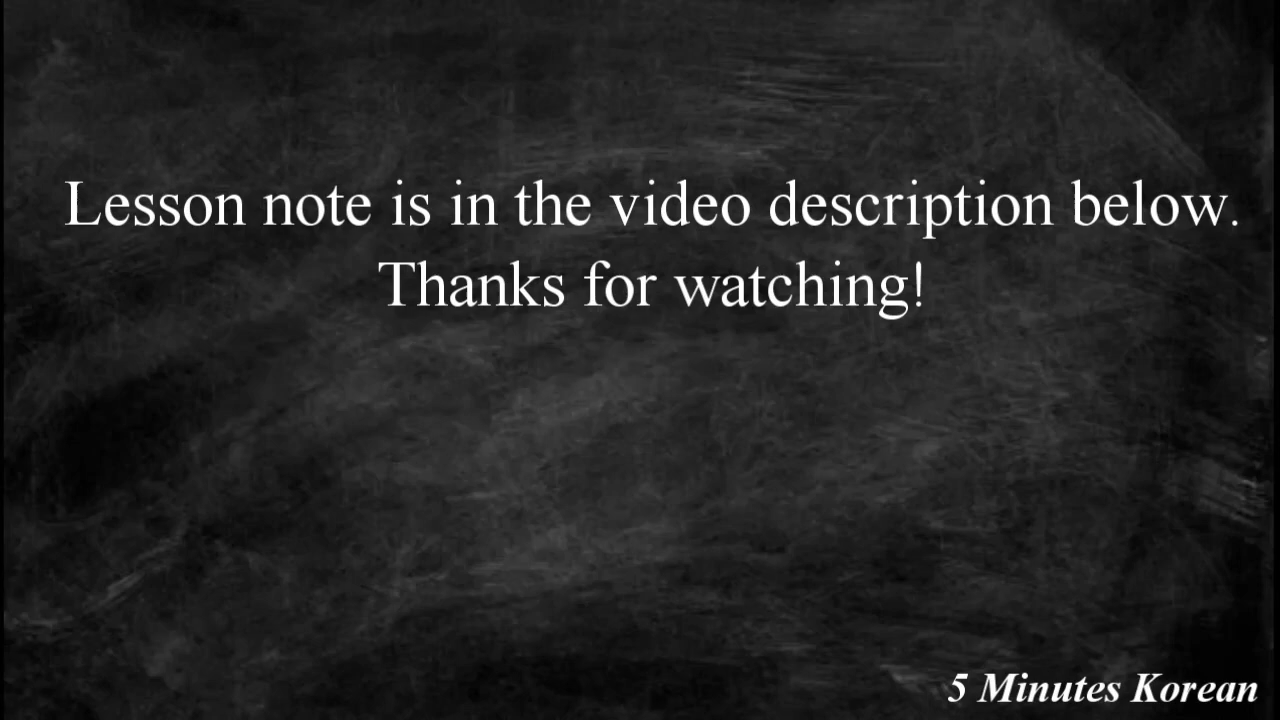 Lesson note is in the video description below.
Thanks for watching!
5 Minutes Korean